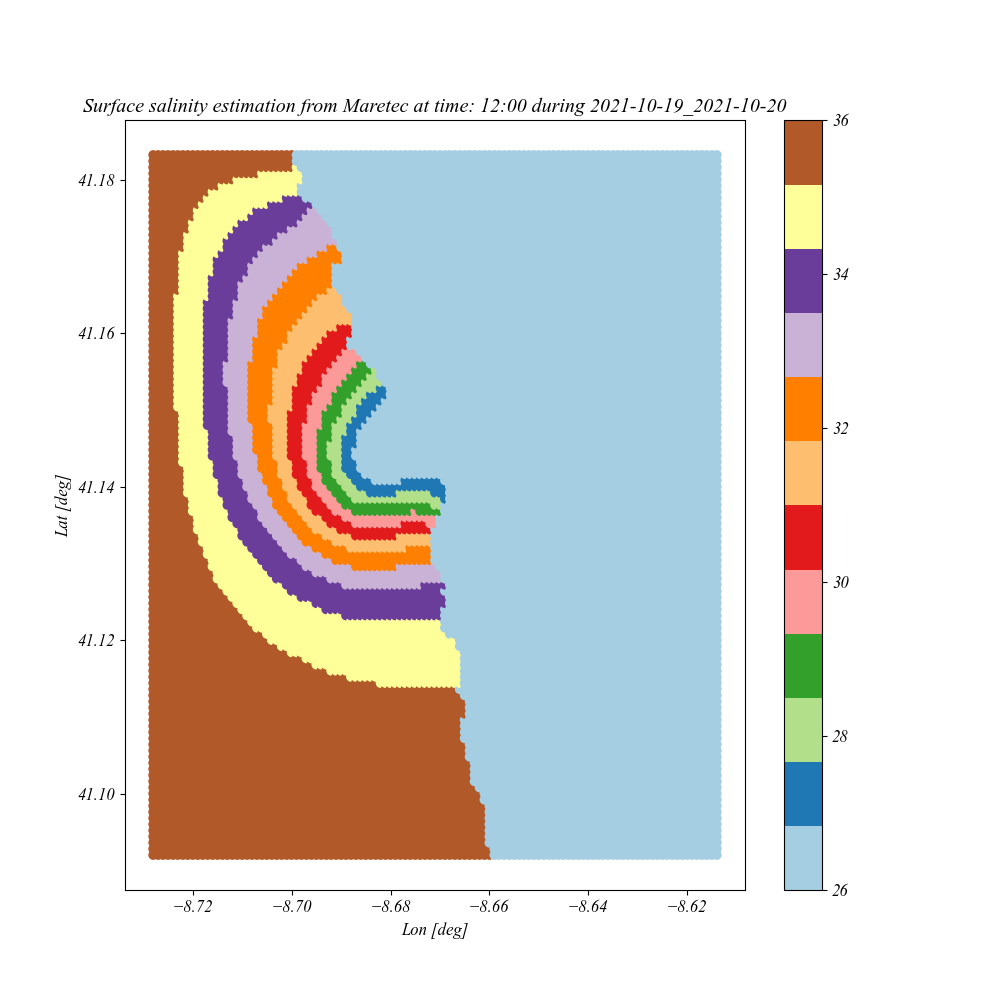 Surface salinity estimation from Maretec at time: 12:00 during 2021-10-19_2021-10-20
41.18
41.16
41.14
41.12
41.10
Lat [deg]
−8.72 −8.70 −8.68 −8.66 −8.64 −8.62
Lon [deg]
36
34
32
30
28
26